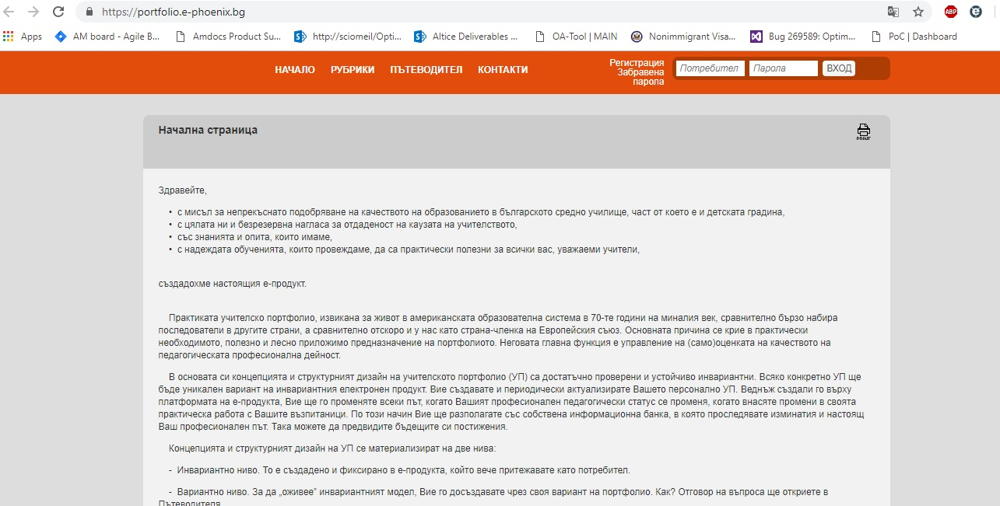 https://portfolio.e-phoenix.bg
ABP
Apps
AM board - Agile B...
Amdocs Product Su...
http://sciomeil/Opti...
Altice Deliverables ...
OA-Tool | MAIN
Nonimmigrant Visa...
Bug 269589: Optim...
PoC | Dashboard
НАЧАЛО РУБРИКИ ПЪТЕВОДИТЕЛ КОНТАКТИ
Регистрация
Забравена
парола
Потребител
Парола
ВХОД
Начална страница
PRINT
Здравейте,
• с мисъл за непрекъснато подобряване на качеството на образованието в българското средно училище, част от което е и детската градина,
• с цялата ни и безрезервна нагласа за отдаденост на каузата на учителството,
• със знанията и опита, които имаме,
• с надеждата обученията, които провеждаме, да са практически полезни за всички вас, уважаеми учители,
създадохме настоящия е-продукт.
Практиката учителско портфолио, извикана за живот в американската образователна система в 70-те години на миналия век, сравнително бързо набира
последователи в другите страни, а сравнително отскоро и у нас като страна-членка на Европейския съюз. Основната причина се крие в практически
необходимото, полезно и лесно приложимо предназначение на портфолиото. Неговата главна функция е управление на (само)оценката на качеството на
педагогическата професионална дейност.
В основата си концепцията и структурният дизайн на учителското портфолио (УП) са достатъчно проверени и устойчиво инвариантни. Всяко конкретно УП ще
бъде уникален вариант на инвариантния електронен продукт. Вие създавате и периодически актуализирате Вашето персонално УП. Веднъж създали го върху
платформата на е-продукта, Вие ще го променяте всеки път, когато Вашият професионален педагогически статус се променя, когато внасяте промени в своята
практическа работа с Вашите възпитаници. По този начин Вие ще разполагате със собствена информационна банка, в която проследявате изминатия и настоящ
Ваш професионален път. Така можете да предвидите бъдещите си постижения.
Концепцията и структурният дизайн на УП се материализират на две нива:
- Инвариантно ниво. То е създадено и фиксирано в е-продукта, който вече притежавате като потребител.
- Вариантно ниво. За да „оживее” инвариантният модел, Вие го досъздавате чрез своя вариант на портфолио. Как? Отговор на въпроса ще откриете в
Пътеводителя.